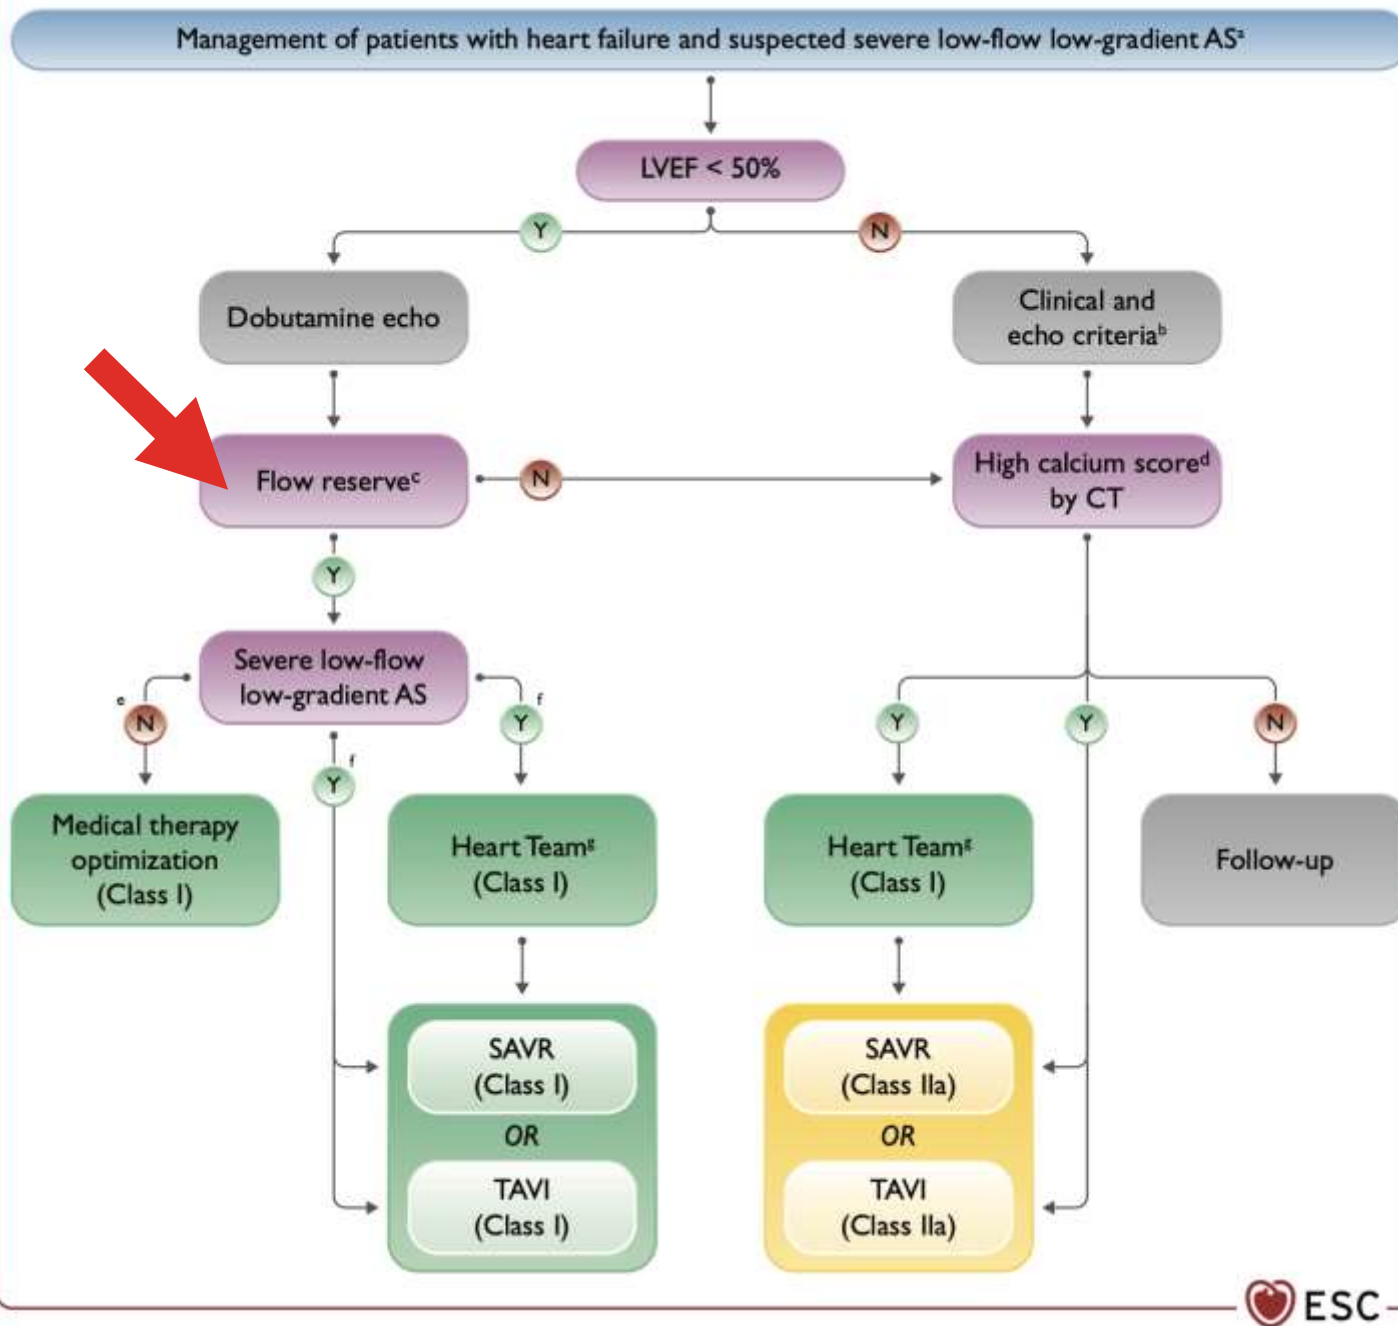 Management of patients with heart failure and suspected severe low-flow low-gradient ASᵃ
LVEF < 50%
Y
N
Dobutamine echo
Clinical and
echo criteriaᵇ
Flow reserveᶜ
N
High calcium scoreᵈ
by CT
Y
Severe low-flow
low-gradient AS
e
N
f
Y
f
Y
Y
Y
N
Medical therapy
optimization
(Class I)
Heart Teamᵍ
(Class I)
Heart Teamᵍ
(Class I)
Follow-up
SAVR
(Class I)
OR
TAVI
(Class I)
SAVR
(Class IIa)
OR
TAVI
(Class IIa)
ESC